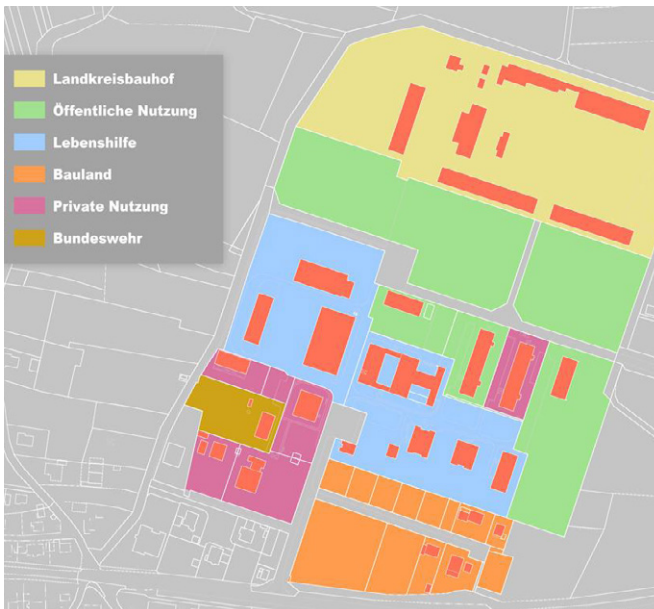 Landkreisbauhof
Öffentliche Nutzung
Lebenshilfe
Bauland
Private Nutzung
Bundeswehr